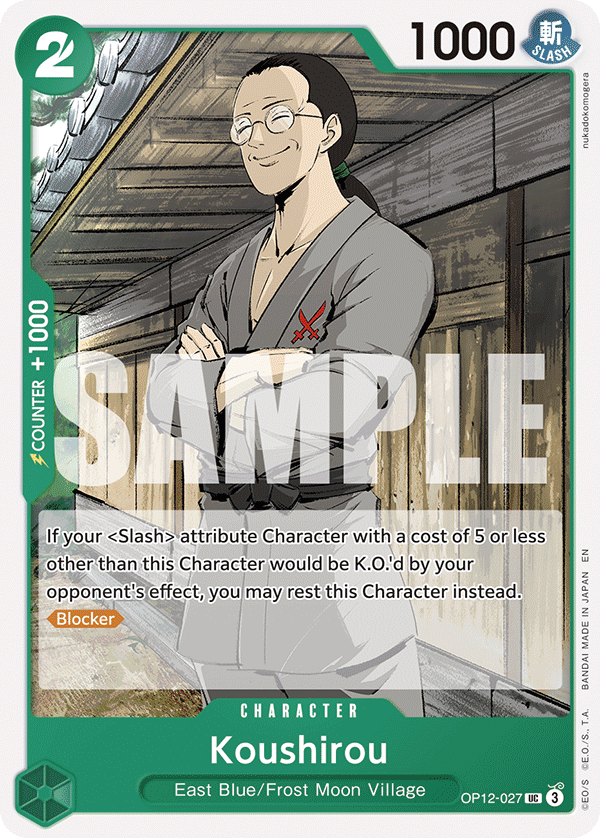 2
1000
斬
SLASH
nukadokomogera
COUNTER +1000
SAMPLE
If your <Slash> attribute Character with a cost of 5 or less
other than this Character would be K.O.'d by your
opponent's effect, you may rest this Character instead.
Blocker
CHARACTER
Koushirou
East Blue/Frost Moon Village
OP12-027 UC 3
©EO/S ©E.O./S., T.A. BANDAI MADE IN JAPAN EN